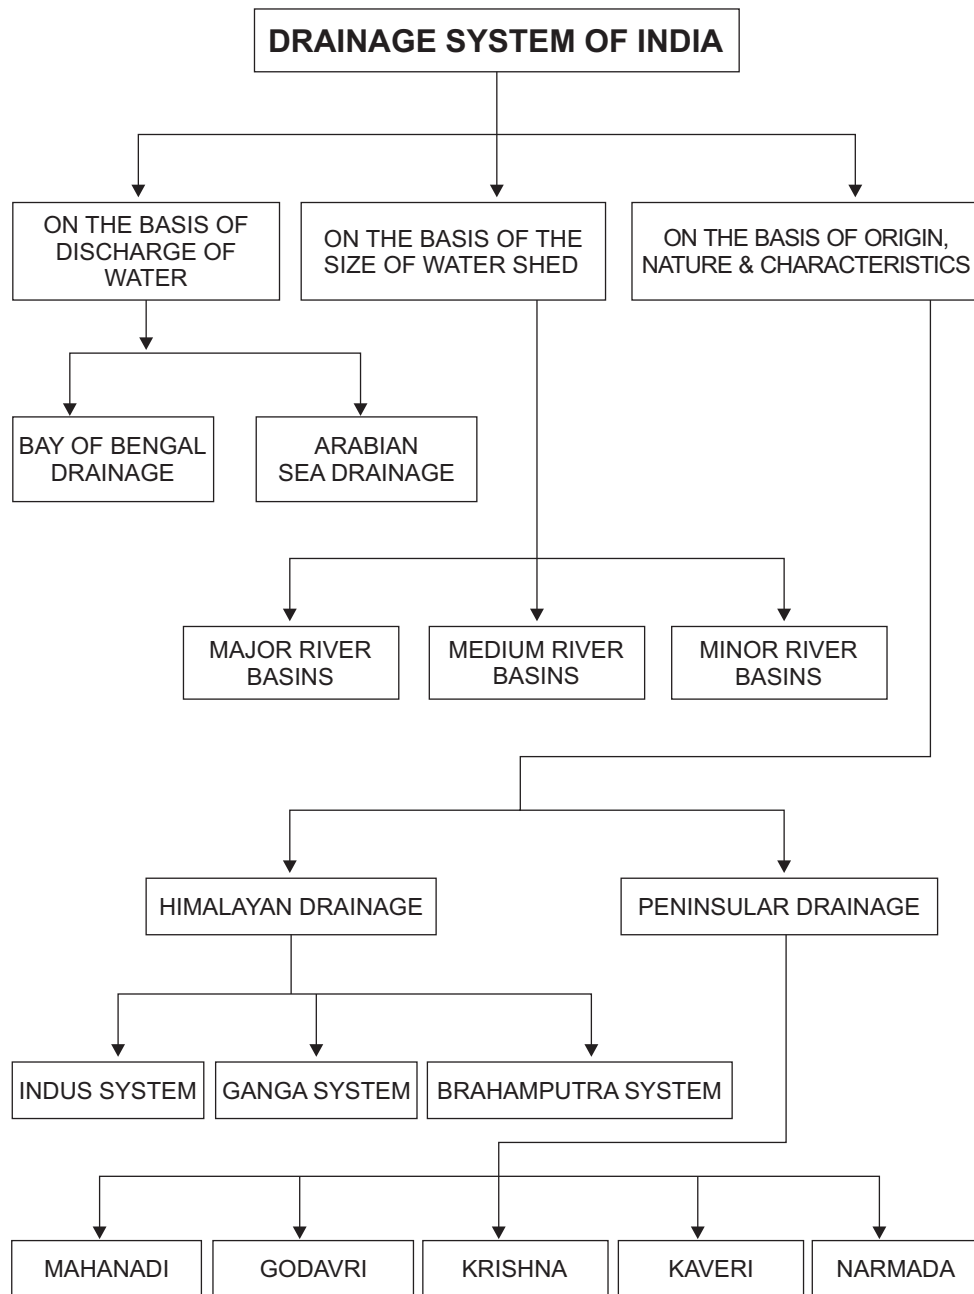 DRAINAGE SYSTEM OF INDIA
ON THE BASIS OF
DISCHARGE OF
WATER
ON THE BASIS OF THE
SIZE OF WATER SHED
ON THE BASIS OF ORIGIN,
NATURE & CHARACTERISTICS
BAY OF BENGAL
DRAINAGE
ARABIAN
SEA DRAINAGE
MAJOR RIVER
BASINS
MEDIUM RIVER
BASINS
MINOR RIVER
BASINS
HIMALAYAN DRAINAGE
PENINSULAR DRAINAGE
INDUS SYSTEM
GANGA SYSTEM
BRAHAMPUTRA SYSTEM
MAHANADI
GODAVRI
KRISHNA
KAVERI
NARMADA